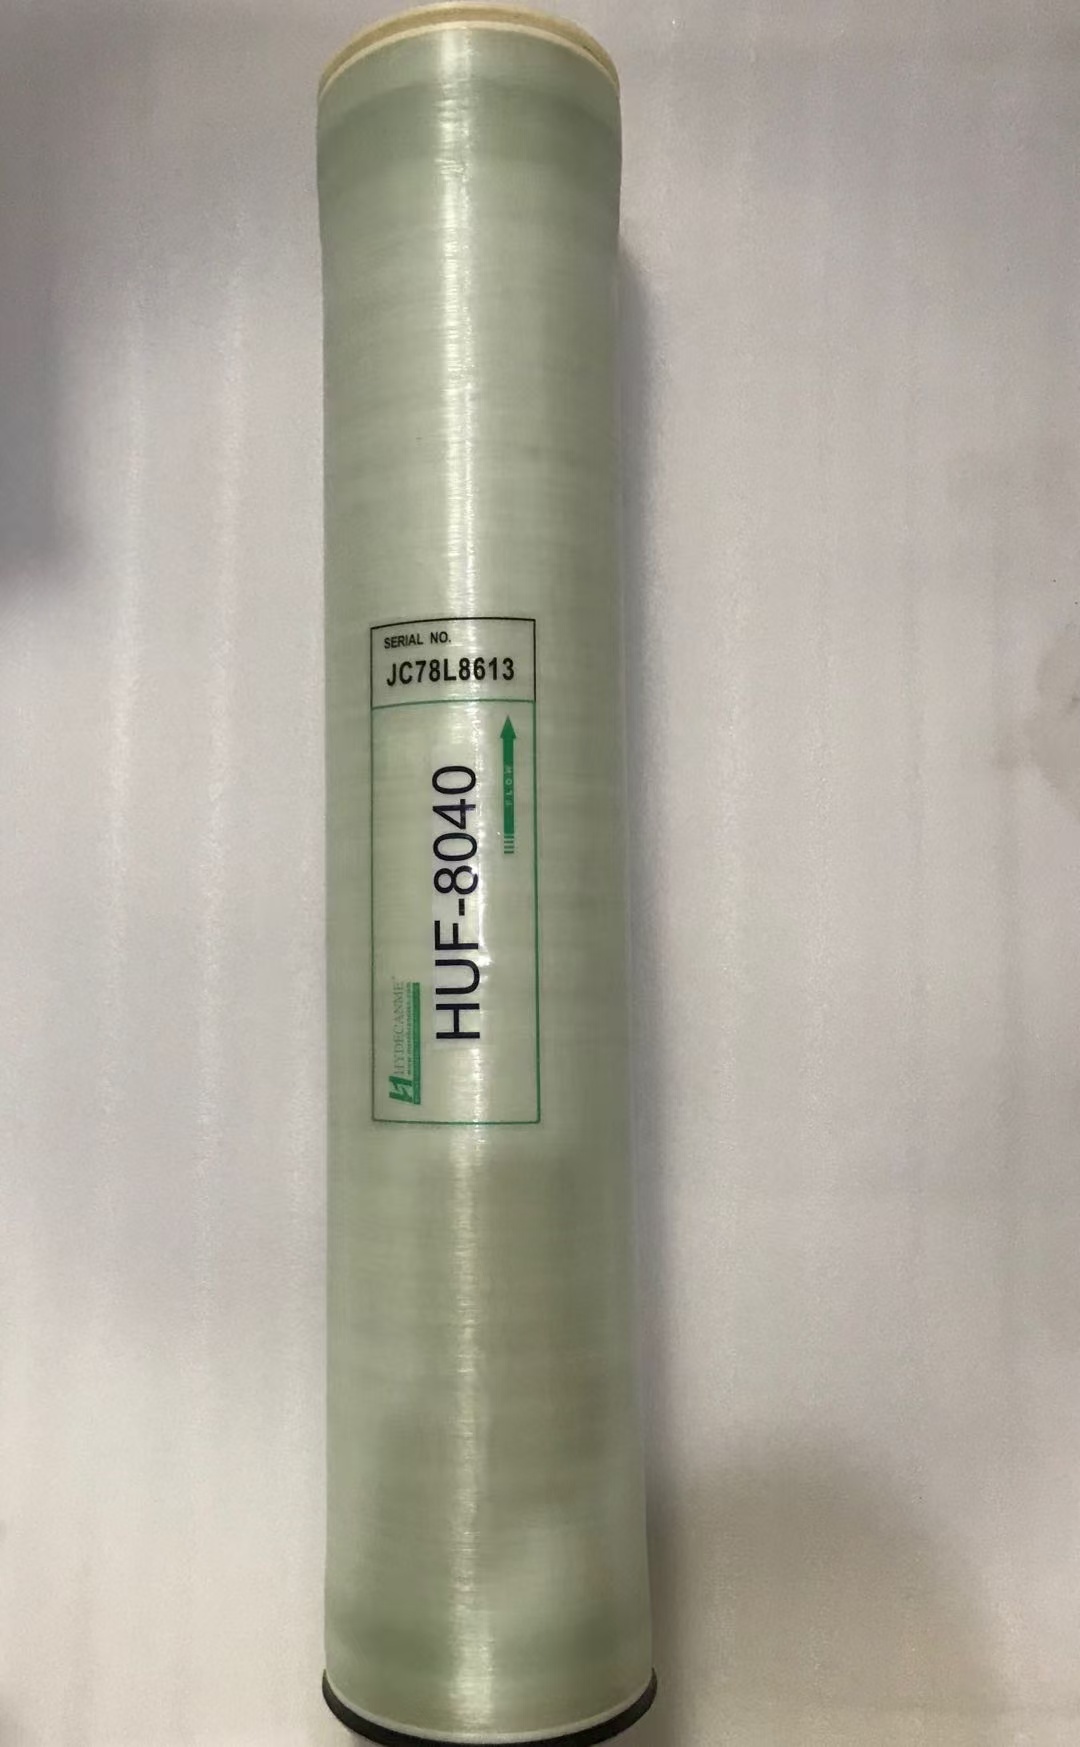 SERIAL NO.
JC78L8613
FLOW
HUF-8040
HYDECANME